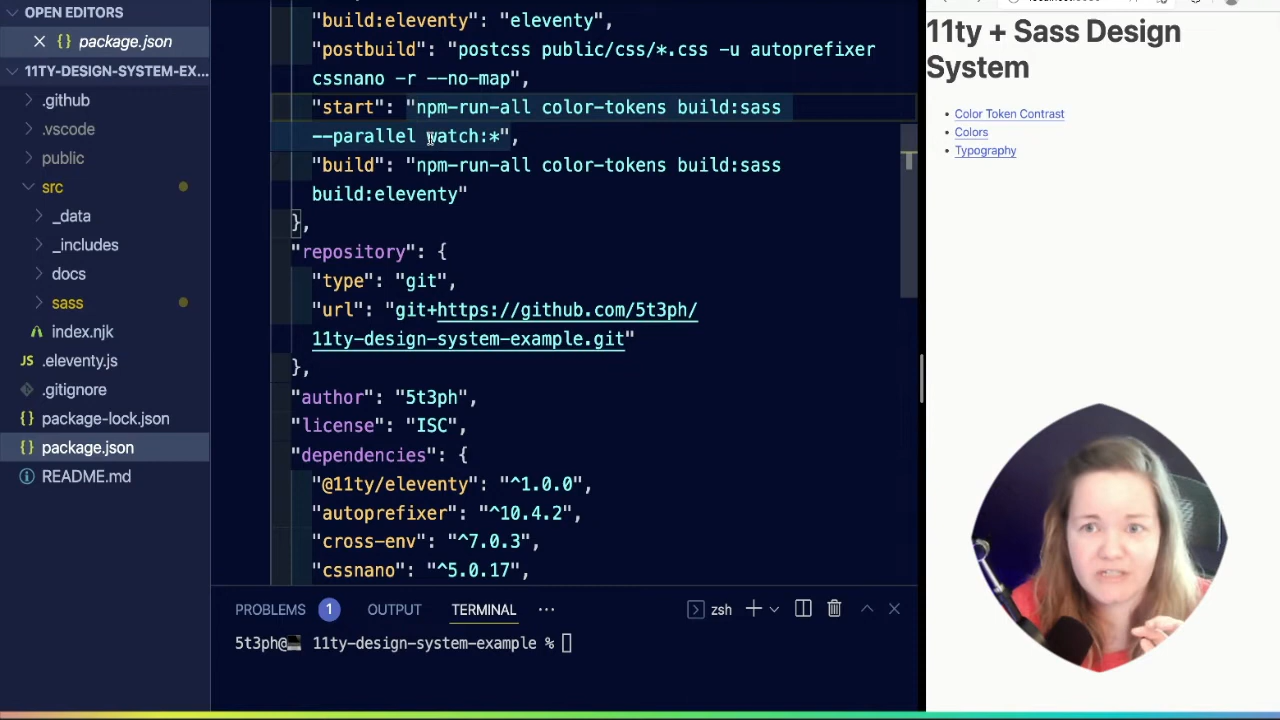 OPEN EDITORS
package.json
11TY-DESIGN-SYSTEM-EX...
.github
.vscode
public
src
_data
_includes
docs
sass
index.njk
.eleventy.js
.gitignore
package-lock.json
package.json
README.md
"build:eleventy": "eleventy",
"postbuild": "postcss public/css/*.css -u autoprefixer
cssnano -r --no-map",
"start": "npm-run-all color-tokens build:sass
--parallel watch:*",
"build": "npm-run-all color-tokens build:sass
build:eleventy"
},
"repository": {
"type": "git",
"url": "git+https://github.com/5t3ph/
11ty-design-system-example.git"
},
"author": "5t3ph",
"license": "ISC",
"dependencies": {
"@11ty/eleventy": "^1.0.0",
"autoprefixer": "^10.4.2",
"cross-env": "^7.0.3",
"cssnano": "^5.0.17",
PROBLEMS 1 OUTPUT TERMINAL ... zsh
5t3ph@ 11ty-design-system-example %
11ty + Sass Design
System
Color Token Contrast
Colors
Typography